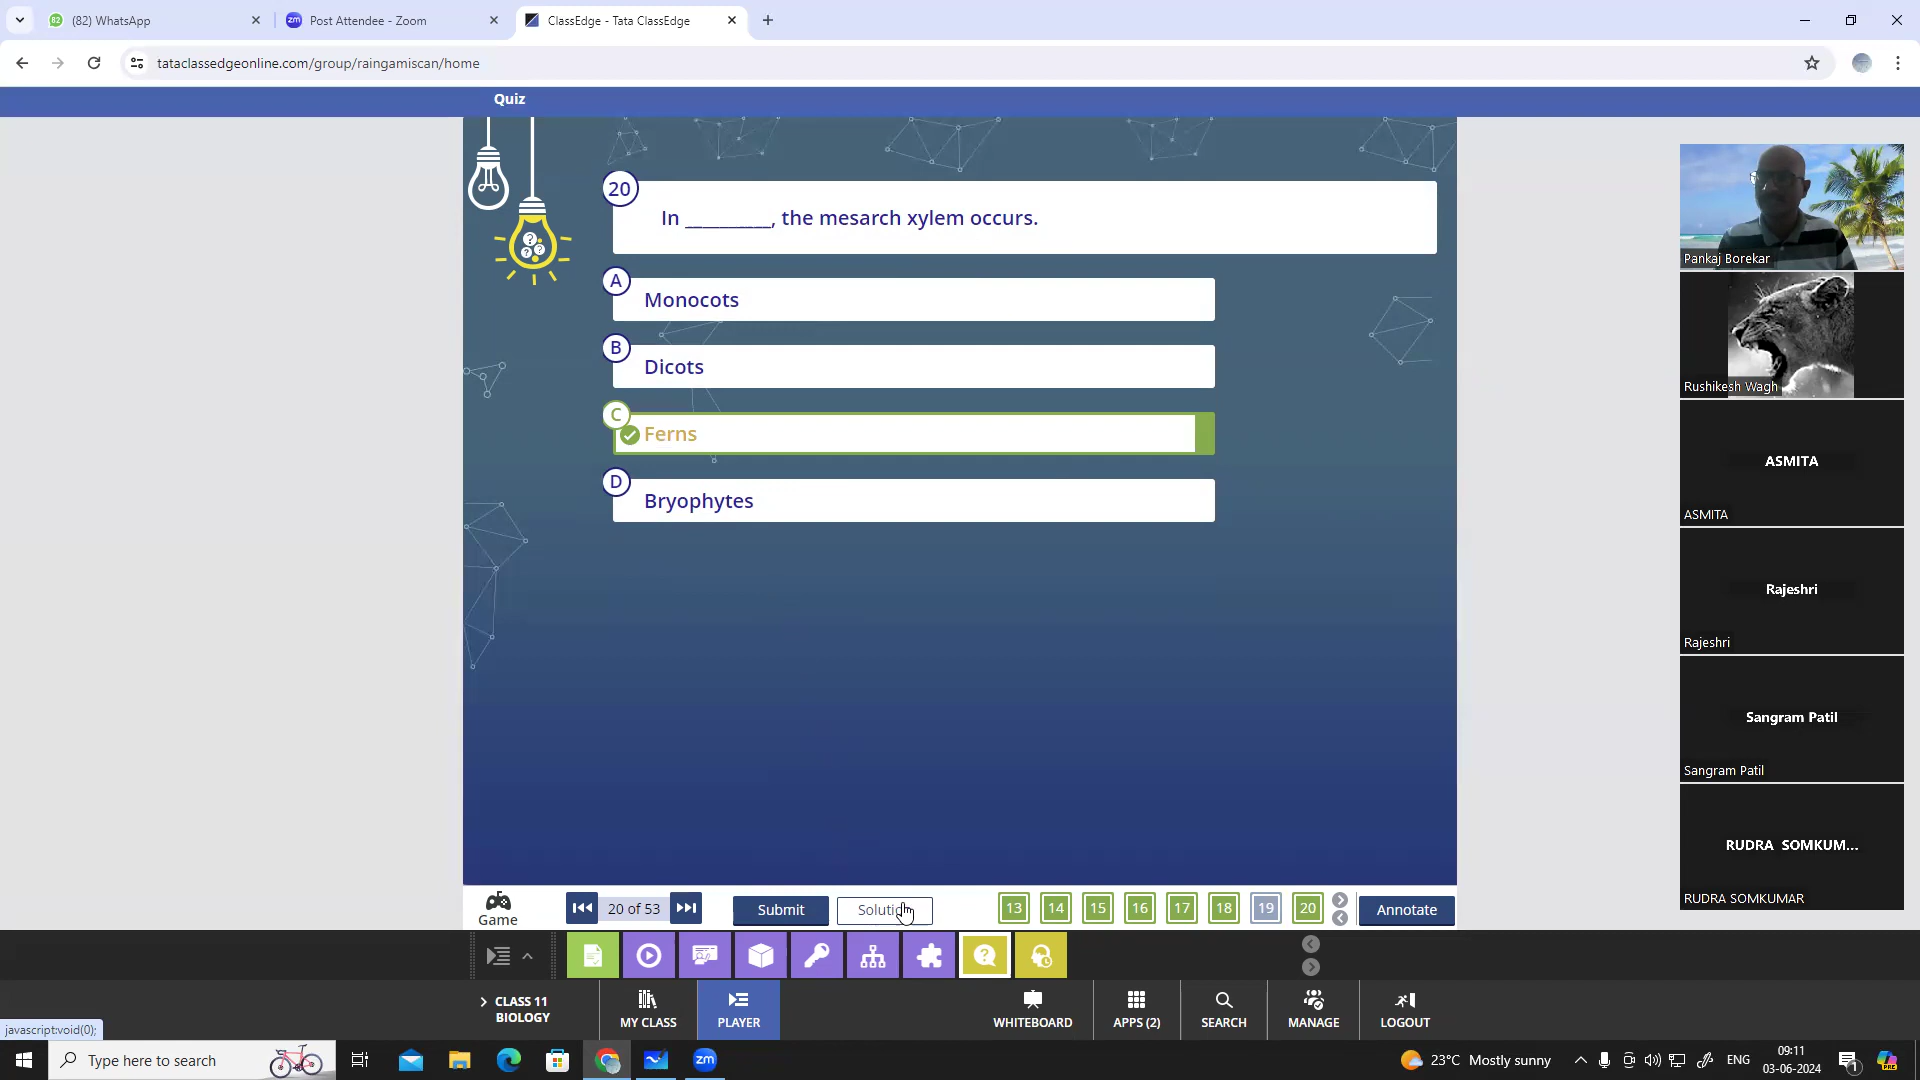 (82) WhatsApp
Post Attendee - Zoom
ClassEdge - Tata ClassEdge
tataclassedgeonline.com/group/raingamiscan/home
Quiz
20
In __________, the mesarch xylem occurs.
A
Monocots
B
Dicots
C
Ferns
D
Bryophytes
Pankaj Borekar
Rushikesh Wagh
ASMITA
ASMITA
Rajeshri
Rajeshri
Sangram Patil
Sangram Patil
RUDRA SOMKUM...
RUDRA SOMKUMAR
Game
20 of 53
Submit
13 14 15 16 17 18 19 20
Annotate
CLASS 11
BIOLOGY
MY CLASS
PLAYER
WHITEBOARD
APPS (2)
SEARCH
MANAGE
LOGOUT
javascript:void(0);
Type here to search
zm
23°C Mostly sunny
ENG
09:11
03-06-2024